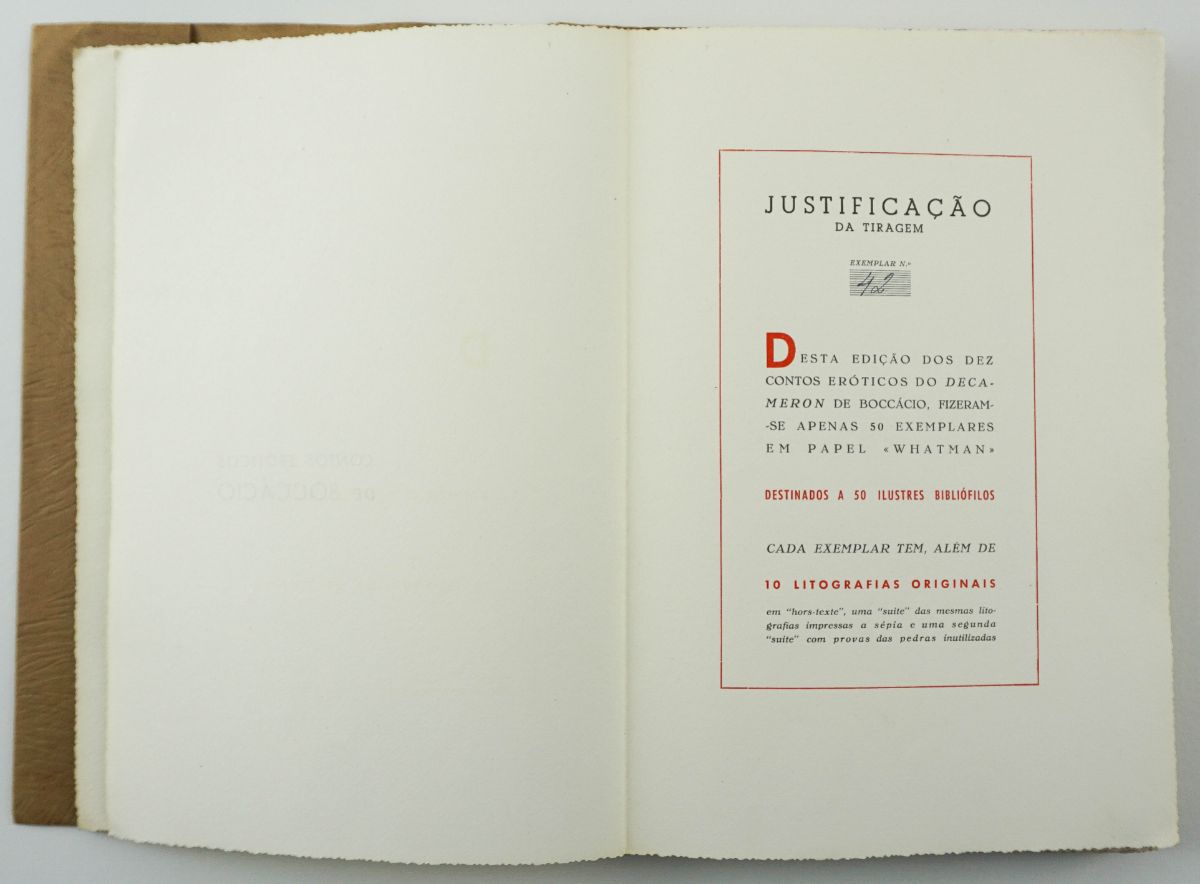 JUSTIFICAÇÃO
DA TIRAGEM
EXEMPLAR N.º
42
DESTA EDIÇÃO DOS DEZ
CONTOS ERÓTICOS DO DECA-
MERON DE BOCCÁCIO, FIZERAM-
-SE APENAS 50 EXEMPLARES
EM PAPEL «WHATMAN»
DESTINADOS A 50 ILUSTRES BIBLIÓFILOS
CADA EXEMPLAR TEM, ALÉM DE
10 LITOGRAFIAS ORIGINAIS
em "hors-texte", uma "suite" das mesmas lito-
grafias impressas a sépia e uma segunda
"suite" com provas das pedras inutilizadas